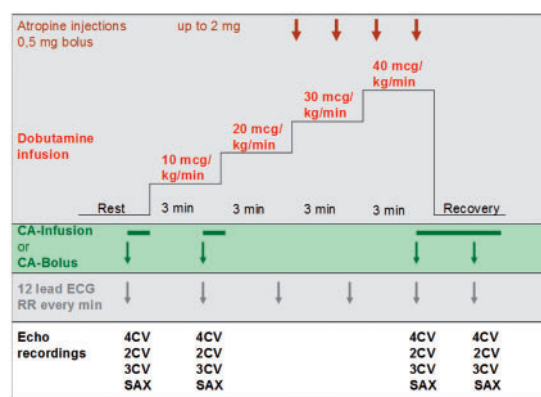 Atropine injections up to 2 mg
0,5 mg bolus
40 mcg/
kg/min
30 mcg/
kg/min
20 mcg/
kg/min
Dobutamine
infusion
10 mcg/
kg/min
Rest 3 min 3 min 3 min 3 min Recovery
CA-Infusion
or
CA-Bolus
12 lead ECG
RR every min
Echo 4CV 4CV 4CV 4CV
recordings 2CV 2CV 2CV 2CV
3CV 3CV 3CV 3CV
SAX SAX SAX SAX